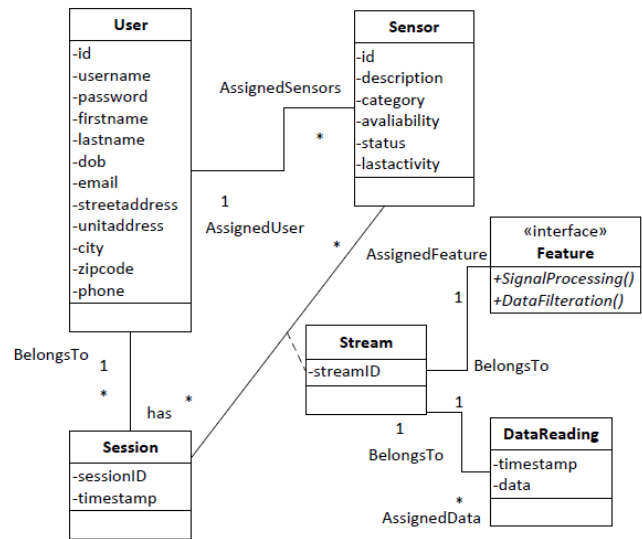 User
-id
-username
-password
-firstname
-lastname
-dob
-email
-streetaddress
-unitaddress
-city
-zipcode
-phone
Sensor
-id
-description
-category
-avaliability
-status
-lastactivity
AssignedSensors
*
1
AssignedUser
*
«interface»
Feature
+SignalProcessing()
+DataFilteration()
AssignedFeature
1
Stream
-streamID
BelongsTo
1
1
BelongsTo
BelongsTo
1
*
has
*
Session
-sessionID
-timestamp
DataReading
-timestamp
-data
*
AssignedData